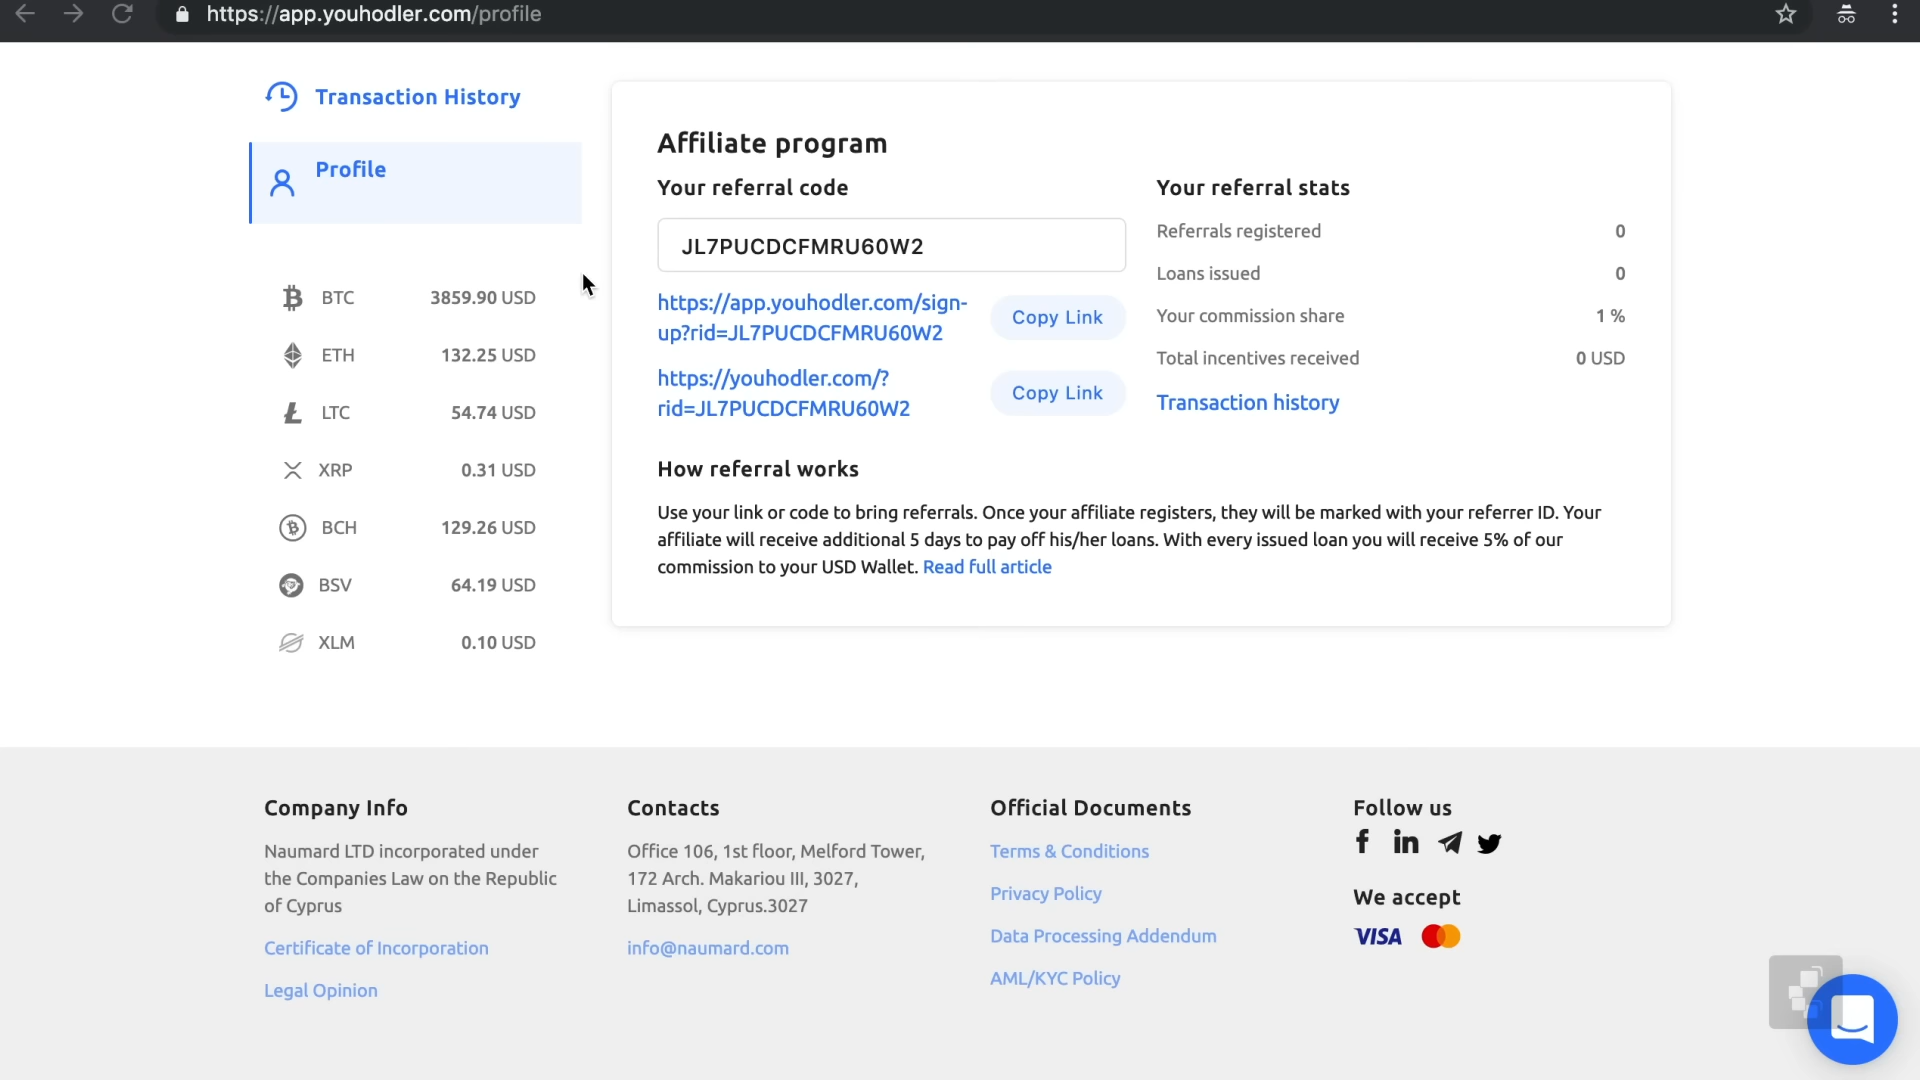 https://app.youhodler.com/profile
Transaction History
Profile
BTC 3859.90 USD
ETH 132.25 USD
LTC 54.74 USD
XRP 0.31 USD
BCH 129.26 USD
BSV 64.19 USD
XLM 0.10 USD
Affiliate program
Your referral code
JL7PUCDCFMRU60W2
https://app.youhodler.com/sign-
up?rid=JL7PUCDCFMRU60W2
Copy Link
https://youhodler.com/?
rid=JL7PUCDCFMRU60W2
Copy Link
Your referral stats
Referrals registered 0
Loans issued 0
Your commission share 1 %
Total incentives received 0 USD
Transaction history
How referral works
Use your link or code to bring referrals. Once your affiliate registers, they will be marked with your referrer ID. Your
affiliate will receive additional 5 days to pay off his/her loans. With every issued loan you will receive 5% of our
commission to your USD Wallet. Read full article
Company Info
Naumard LTD incorporated under
the Companies Law on the Republic
of Cyprus
Certificate of Incorporation
Legal Opinion
Contacts
Office 106, 1st floor, Melford Tower,
172 Arch. Makariou III, 3027,
Limassol, Cyprus.3027
info@naumard.com
Official Documents
Terms & Conditions
Privacy Policy
Data Processing Addendum
AML/KYC Policy
Follow us
We accept
VISA